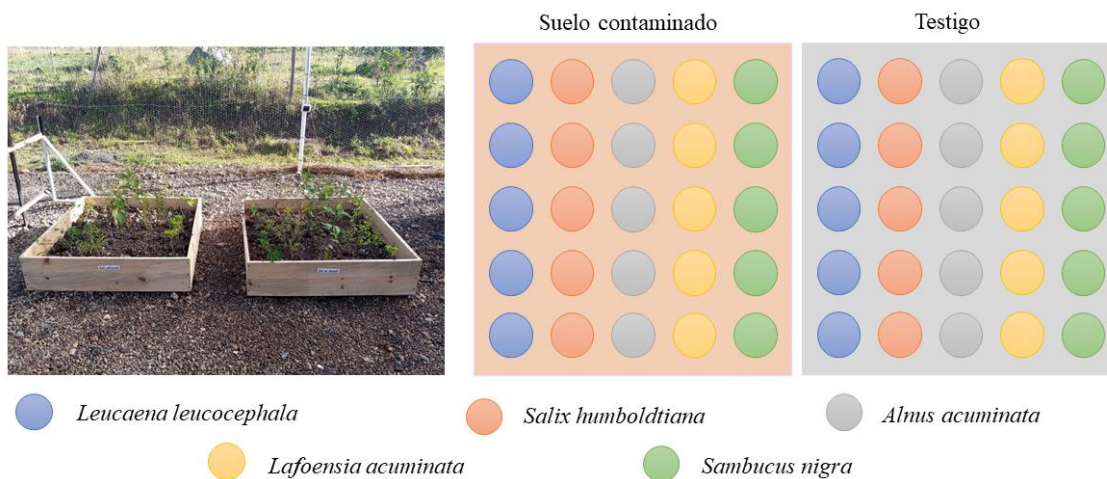 Suelo contaminado
Testigo
Leucaena leucocephala
Salix humboldtiana
Alnus acuminata
Lafoensia acuminata
Sambucus nigra